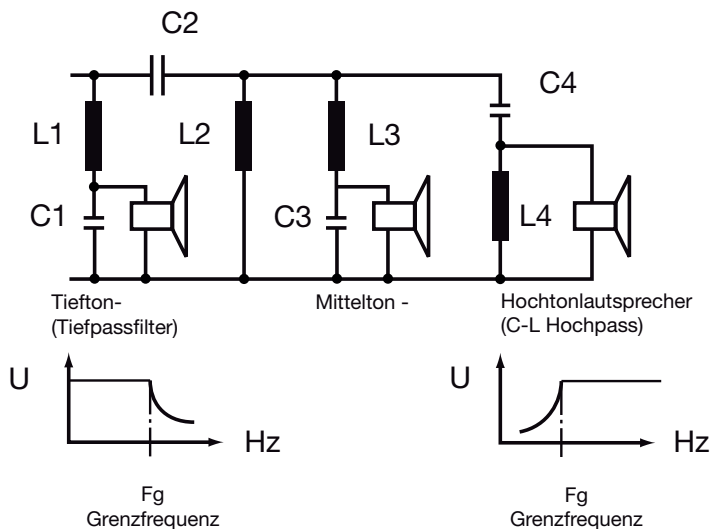 C2
C4
L1
L2
L3
C1
C3
L4
Tiefton-
(Tiefpassfilter)
Mittelton -
Hochtonlautsprecher
(C-L Hochpass)
U
Hz
Fg
Grenzfrequenz
U
Hz
Fg
Grenzfrequenz